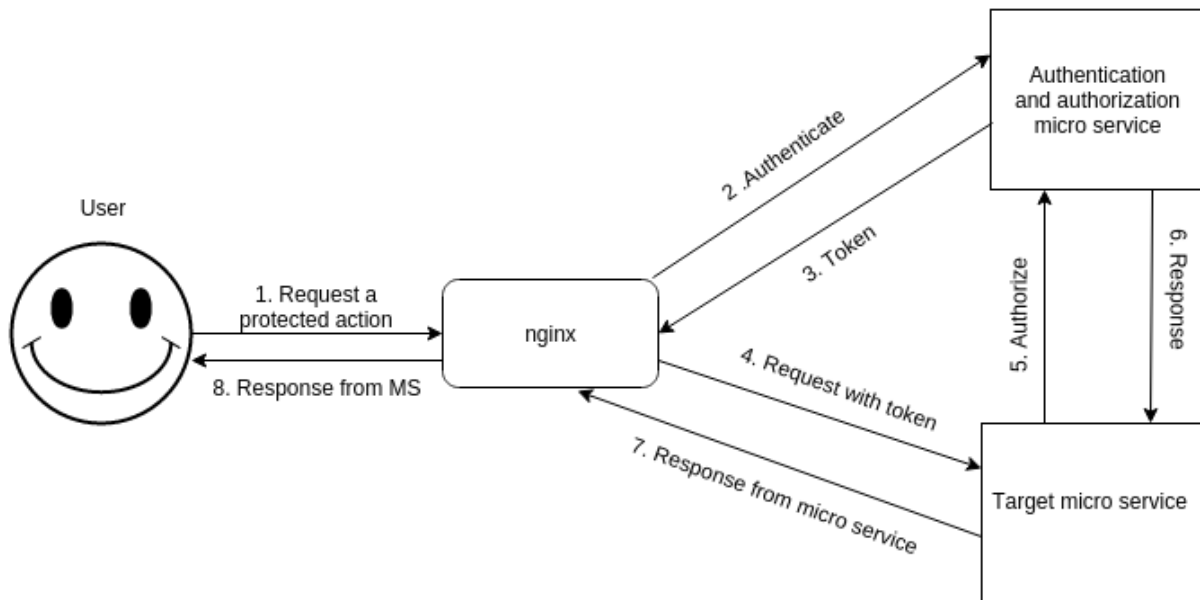 User
1. Request a
protected action
8. Response from MS
nginx
2 .Authenticate
3. Token
4. Request with token
7. Response from micro service
Authentication
and authorization
micro service
5. Authorize
6. Response
Target micro service